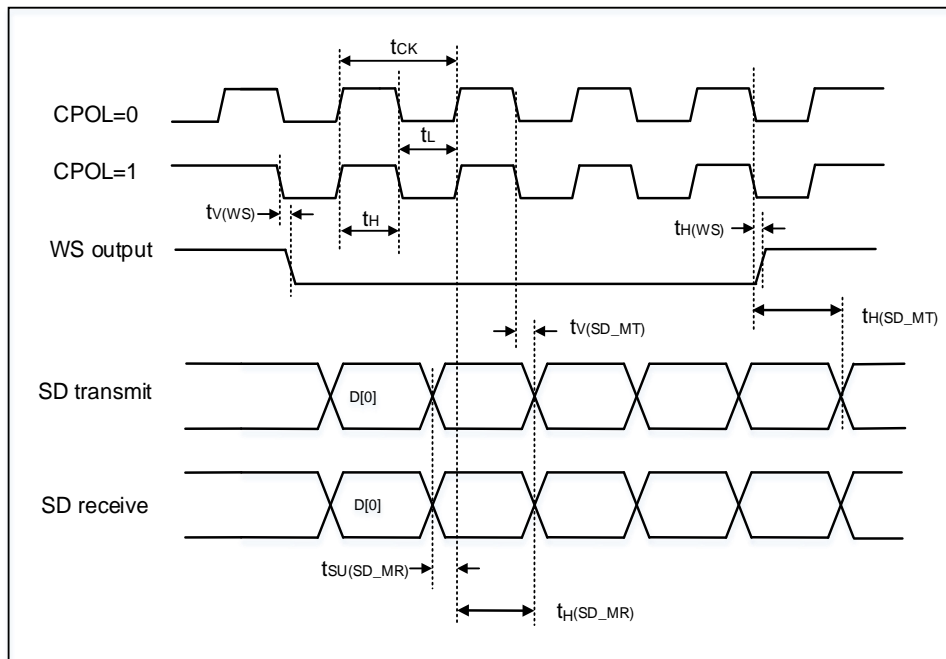 tCK
CPOL=0
tL
CPOL=1
tV(WS)
tH
tH(WS)
WS output
tH(SD_MT)
tV(SD_MT)
SD transmit
D[0]
SD receive
D[0]
tSU(SD_MR)
tH(SD_MR)